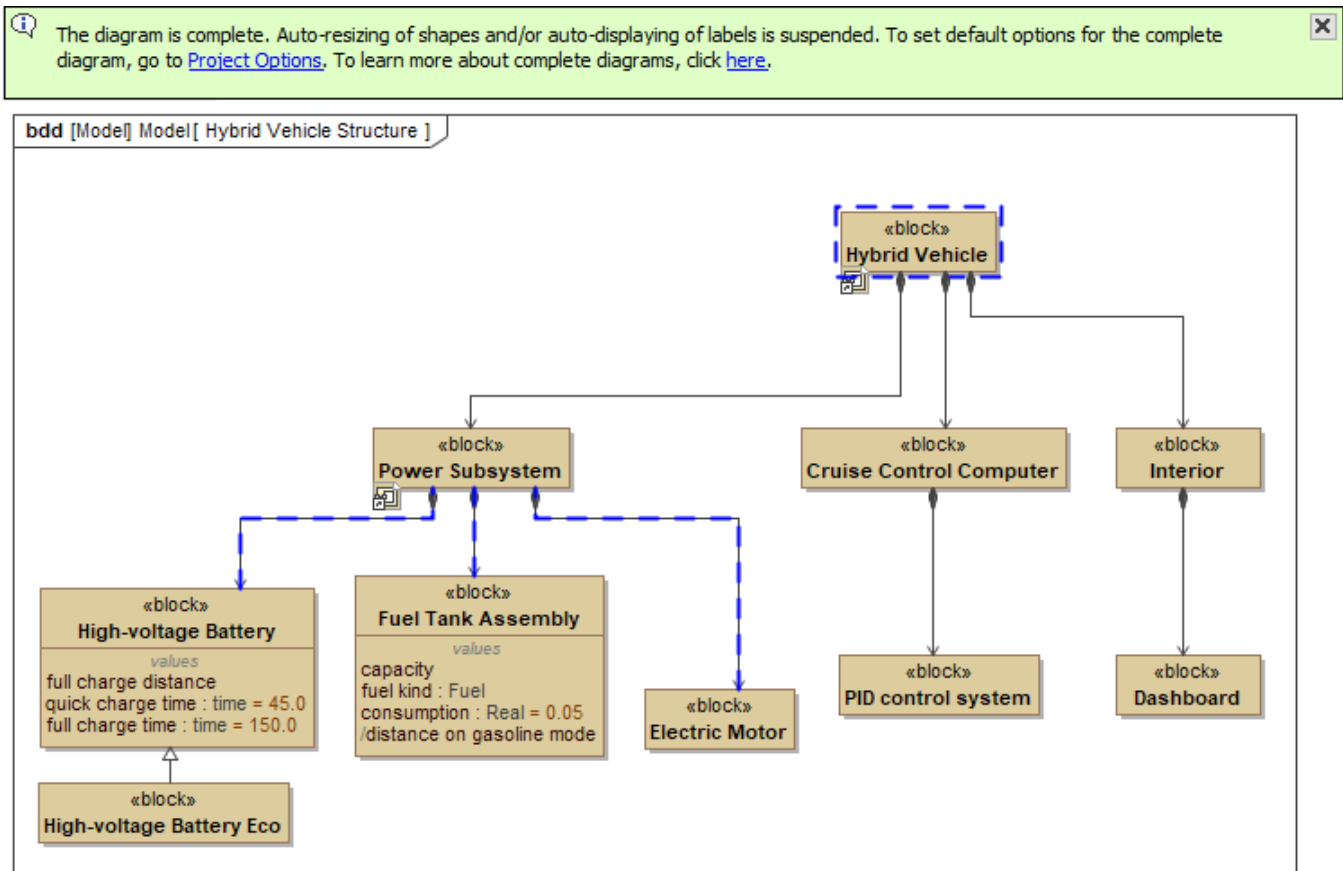 The diagram is complete. Auto-resizing of shapes and/or auto-displaying of labels is suspended. To set default options for the complete
diagram, go to Project Options. To learn more about complete diagrams, click here.
bdd [Model] Model[ Hybrid Vehicle Structure ]
«block»
Hybrid Vehicle
«block»
Power Subsystem
«block»
Cruise Control Computer
«block»
Interior
«block»
High-voltage Battery
values
full charge distance
quick charge time : time = 45.0
full charge time : time = 150.0
«block»
Fuel Tank Assembly
values
capacity
fuel kind : Fuel
consumption : Real = 0.05
/distance on gasoline mode
«block»
Electric Motor
«block»
PID control system
«block»
Dashboard
«block»
High-voltage Battery Eco